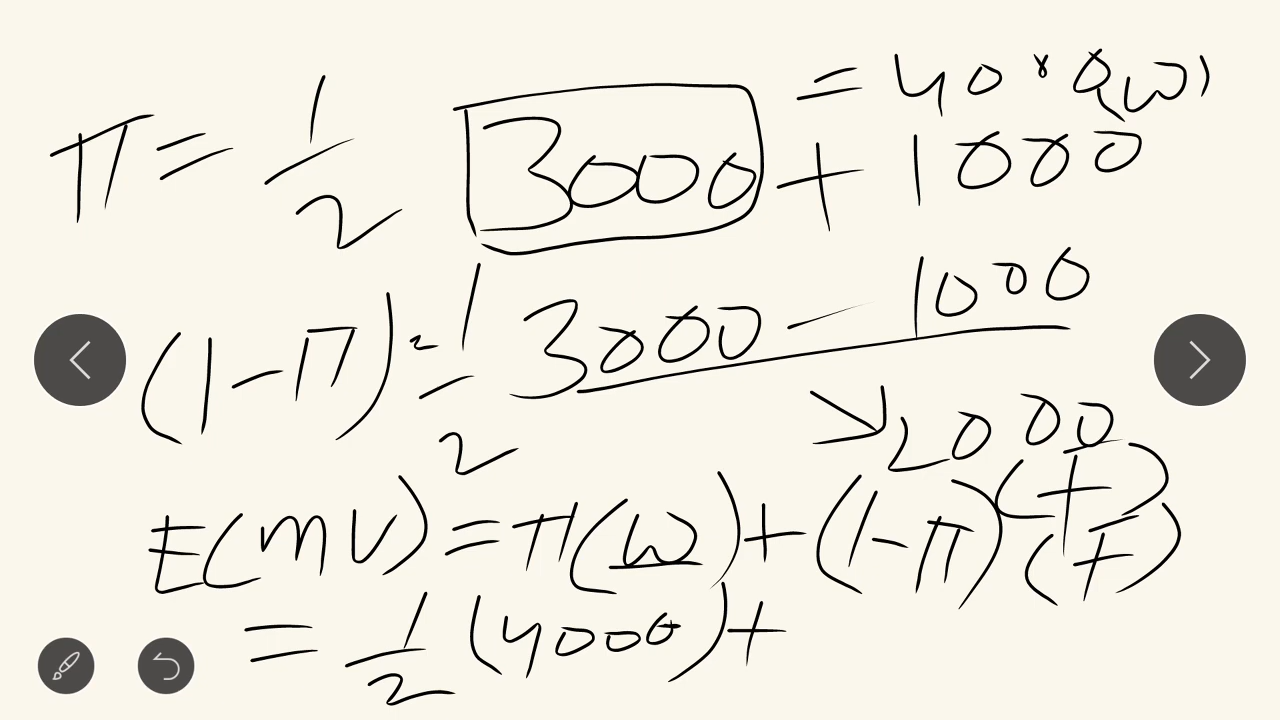 = 40 * Q(W)
π = 1/2 3000 + 1000
(1-π) = 1/2 3000 - 1000
↘ 2000
E(MV) = π(W) + (1-π)(F) (F)
= 1/2 (4000) +